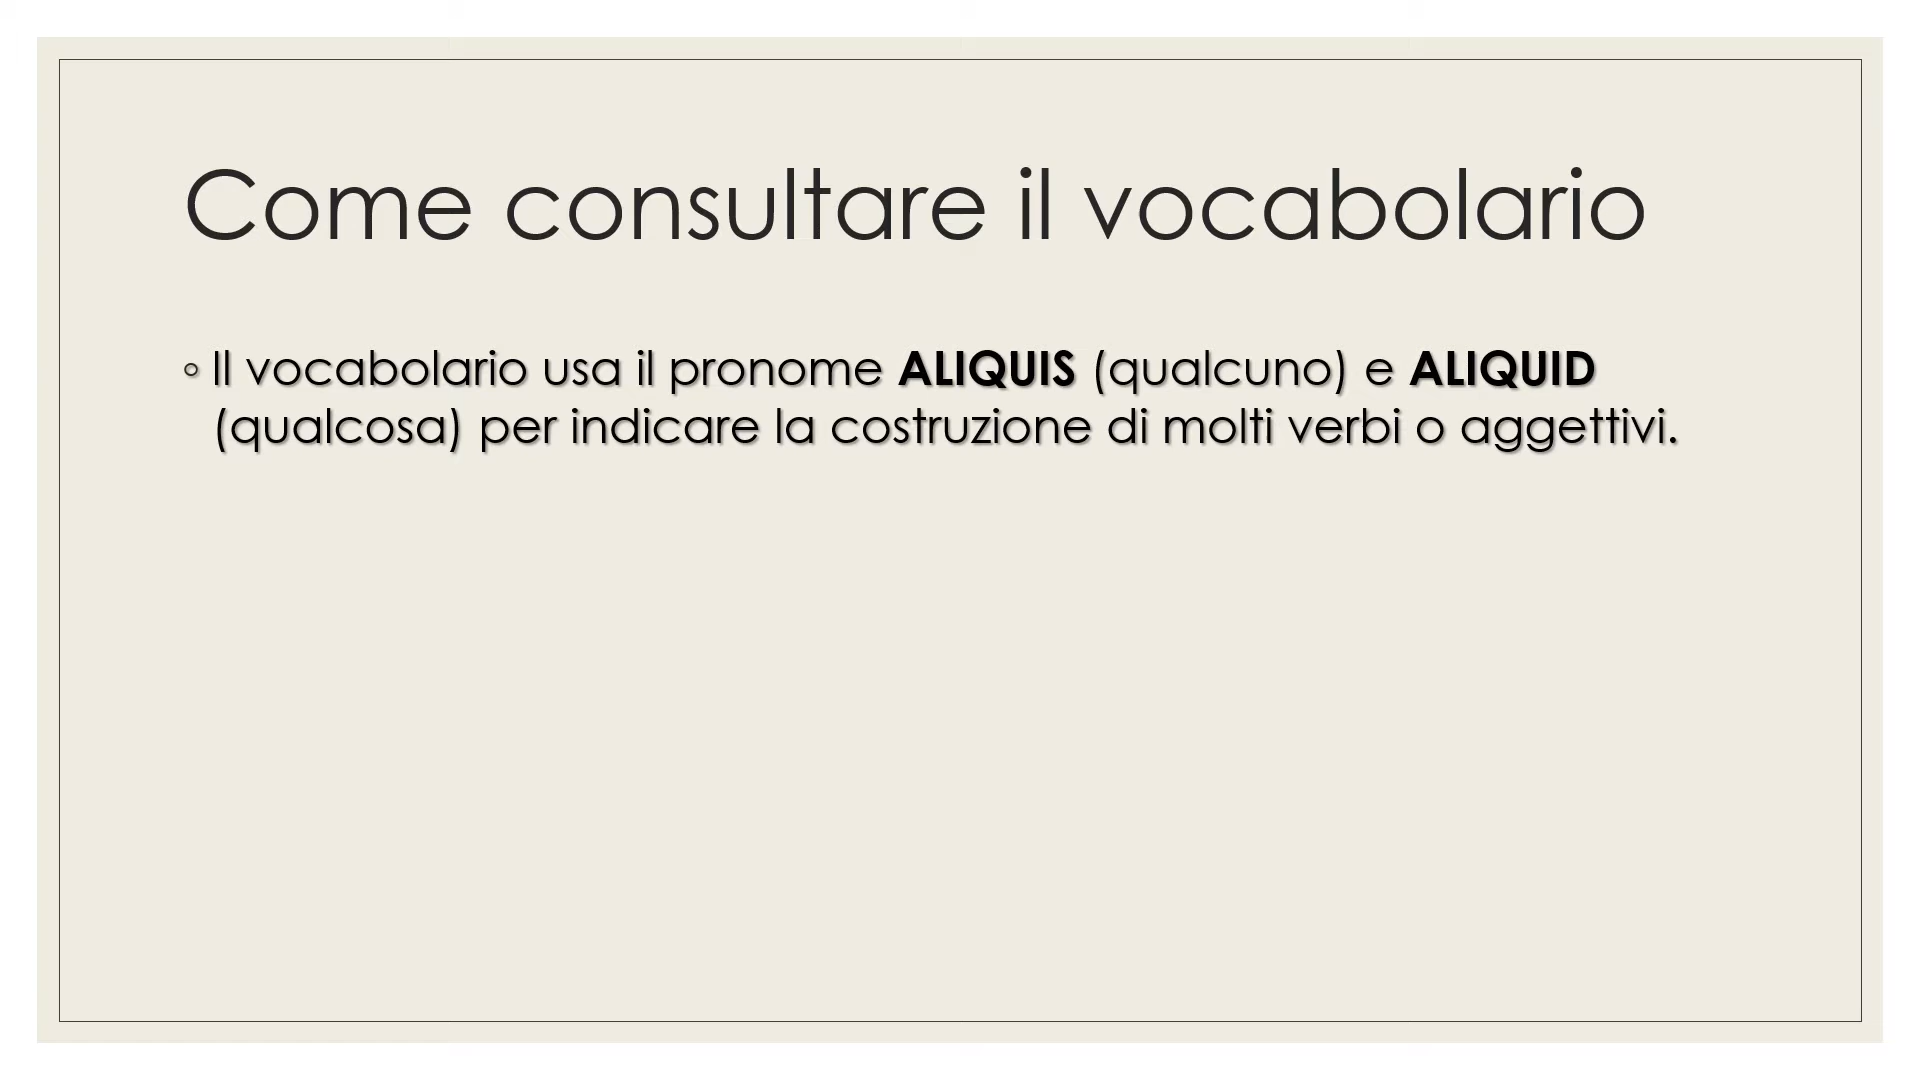 Come consultare il vocabolario
◦ Il vocabolario usa il pronome ALIQUIS (qualcuno) e ALIQUID
(qualcosa) per indicare la costruzione di molti verbi o aggettivi.